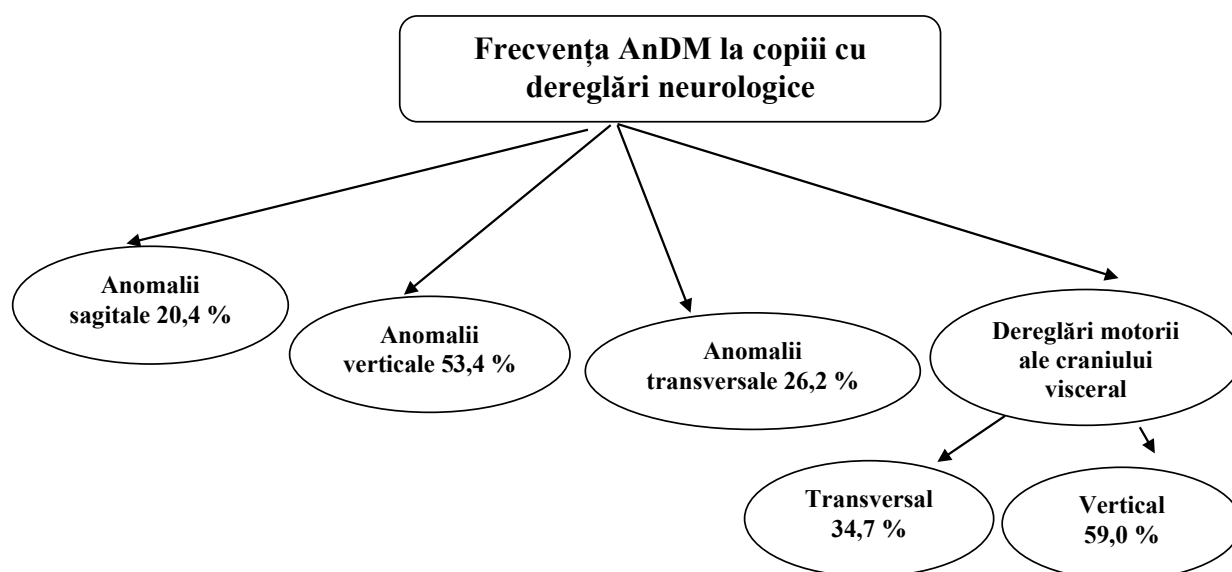 Frecvența AnDM la copiii cu
dereglări neurologice
Anomalii
sagitale 20,4 %
Anomalii
verticale 53,4 %
Anomalii
transversale 26,2 %
Dereglări motorii
ale craniului
visceral
Transversal
34,7 %
Vertical
59,0 %